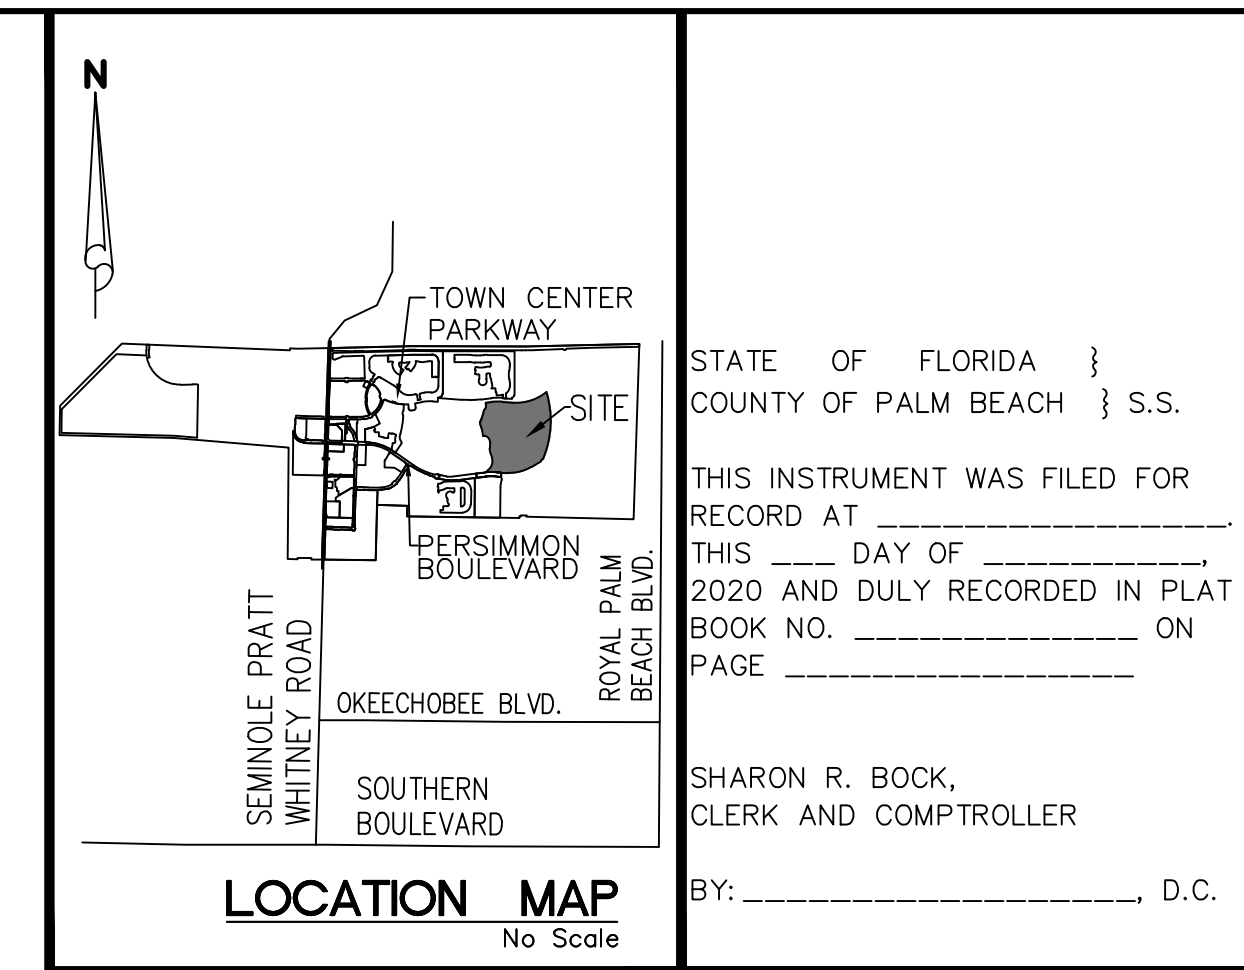 N
TOWN CENTER
PARKWAY
SITE
PERSIMMON
BOULEVARD
ROYAL PALM
BEACH BLVD.
SEMINOLE PRATT
WHITNEY ROAD
OKEECHOBEE BLVD.
SOUTHERN
BOULEVARD
LOCATION MAP
No Scale
STATE OF FLORIDA }
COUNTY OF PALM BEACH } S.S.
THIS INSTRUMENT WAS FILED FOR
RECORD AT ________________.
THIS ___ DAY OF __________,
2020 AND DULY RECORDED IN PLAT
BOOK NO. _____________ ON
PAGE ________________
SHARON R. BOCK,
CLERK AND COMPTROLLER
BY: __________________, D.C.